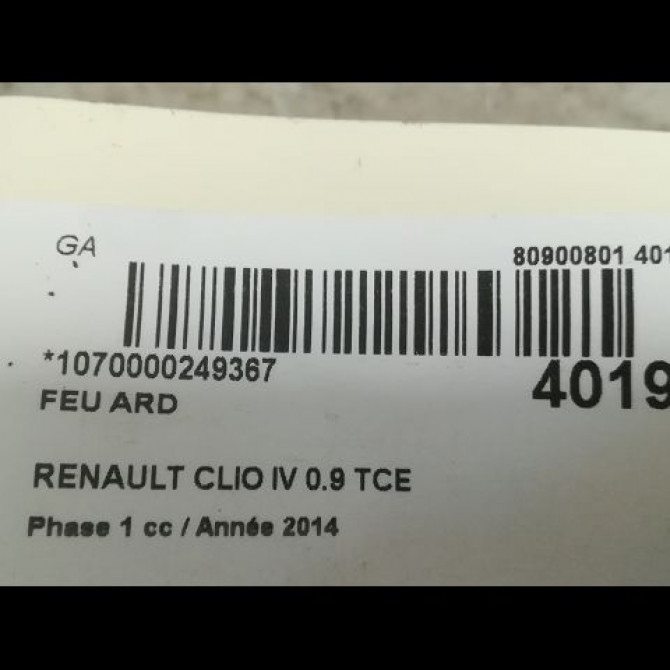 GA
80900801 401
*1070000249367
4019
FEU ARD
RENAULT CLIO IV 0.9 TCE
Phase 1 cc / Année 2014